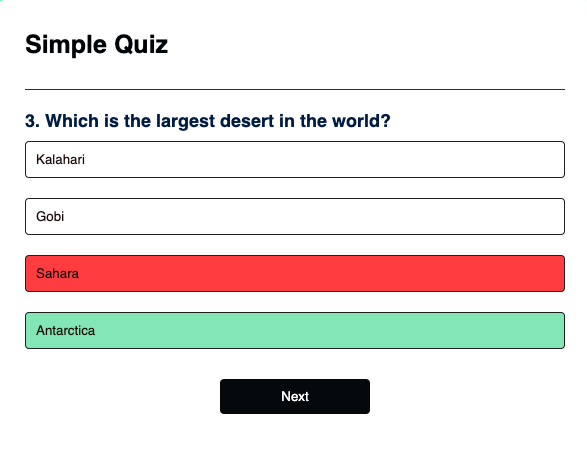 Simple Quiz
3. Which is the largest desert in the world?
Kalahari
Gobi
Sahara
Antarctica
Next